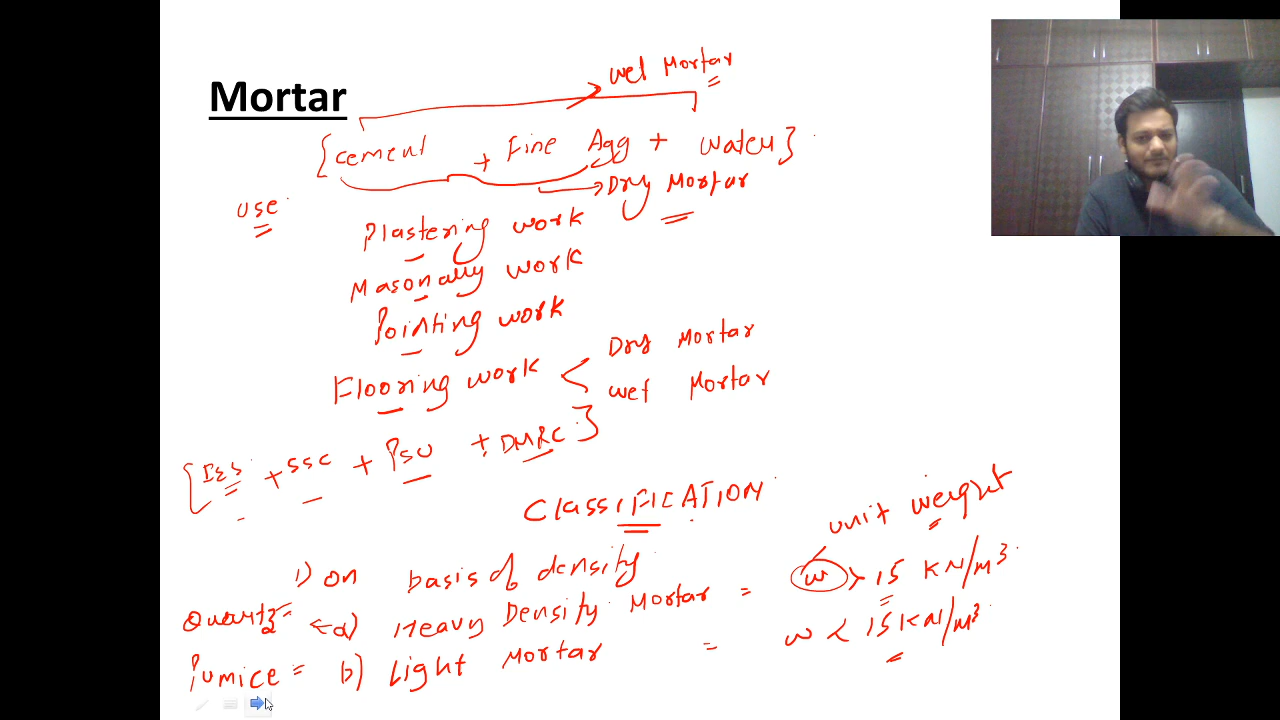 wet Mortar
Mortar
[cement + Fine Agg + water}
Dry Mortar
use
Plastering work
Masonary work
Pointing work
Flooring work < Dry Mortar
wet Mortar
[IES + SSC + PSU + DMRC}
CLASSIFICATION
unit weight
1) on basis of density
Quartz ← a) Heavy Density Mortar = w > 15 KN/m³
Pumice = b) Light Mortar = w < 15 KN/m³